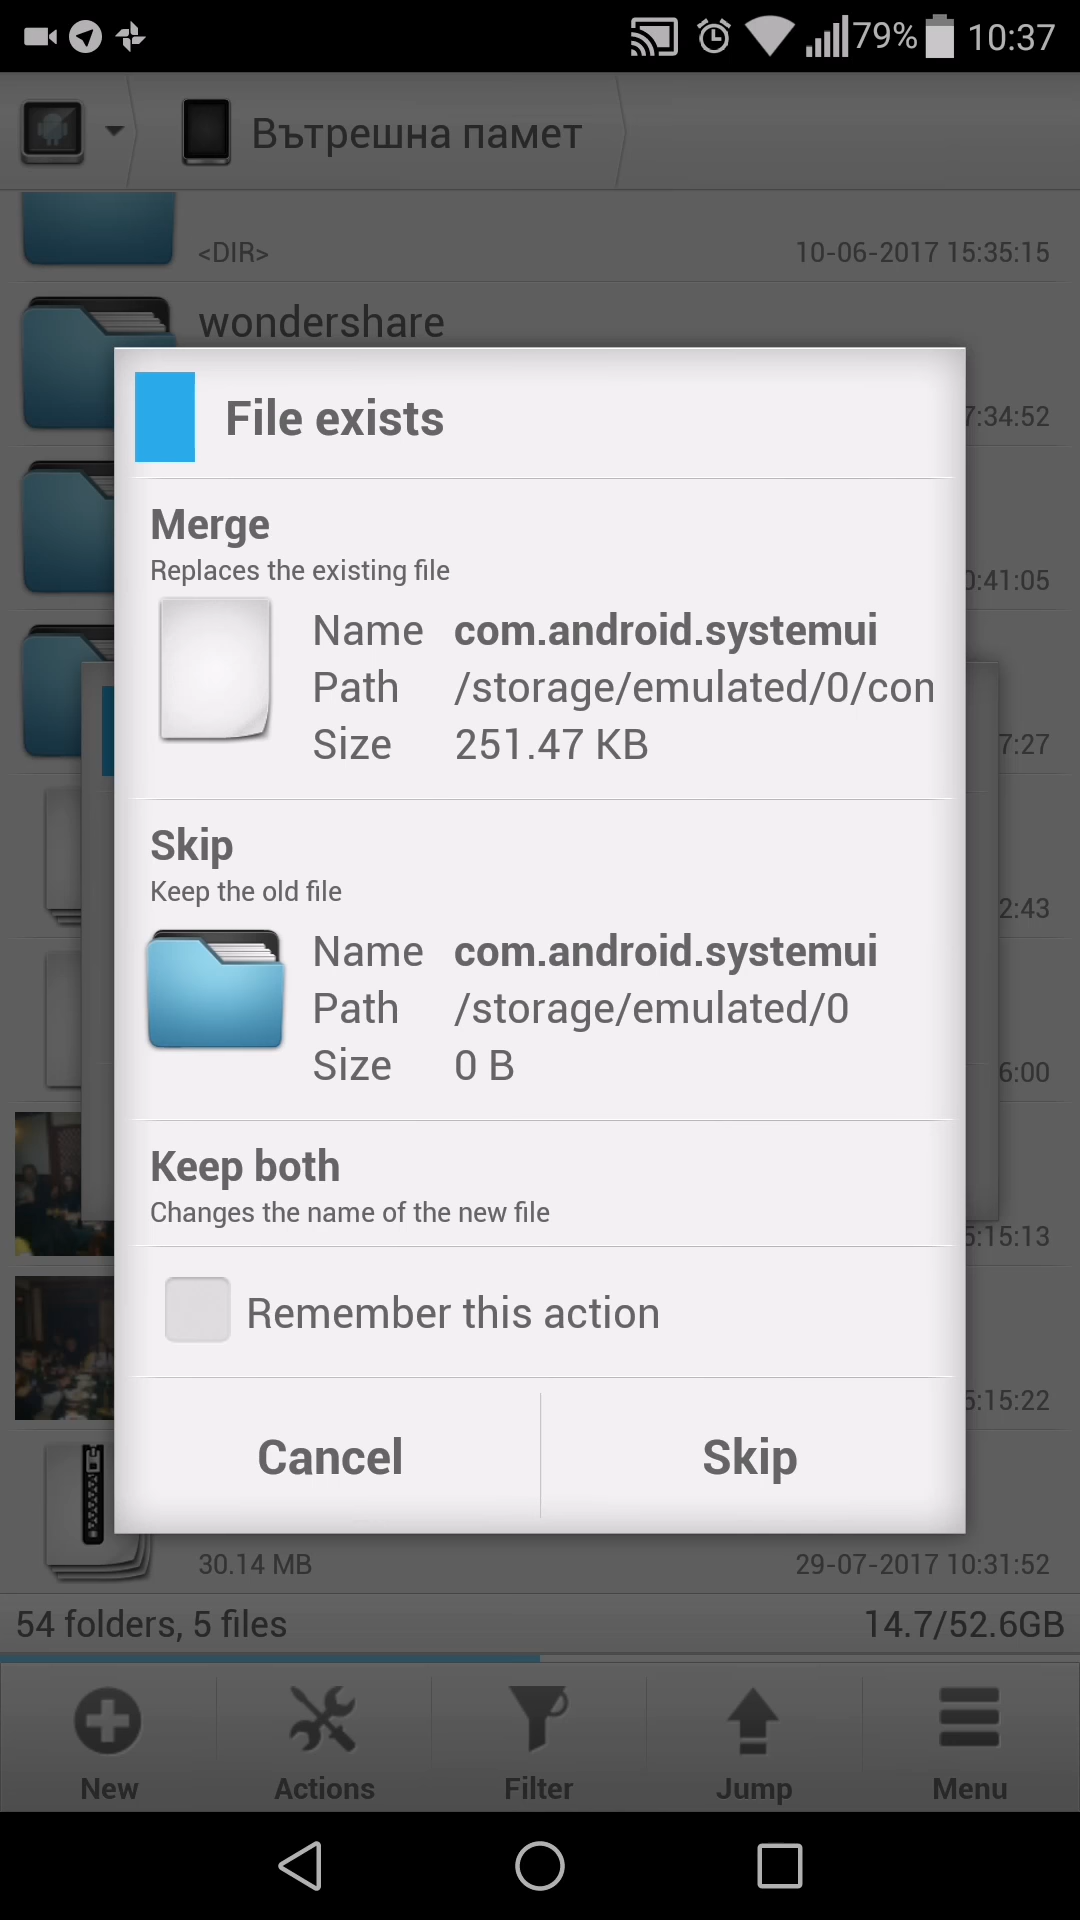 79% 10:37
Вътрешна памет
<DIR> 10-06-2017 15:35:15
wondershare
7:34:52
File exists
Merge
Replaces the existing file
Name com.android.systemui
Path /storage/emulated/0/con
Size 251.47 KB
0:41:05
7:27
Skip
Keep the old file
2:43
Name com.android.systemui
Path /storage/emulated/0
Size 0 B
6:00
Keep both
Changes the name of the new file
5:15:13
Remember this action
5:15:22
Cancel Skip
30.14 MB 29-07-2017 10:31:52
54 folders, 5 files 14.7/52.6GB
New Actions Filter Jump Menu